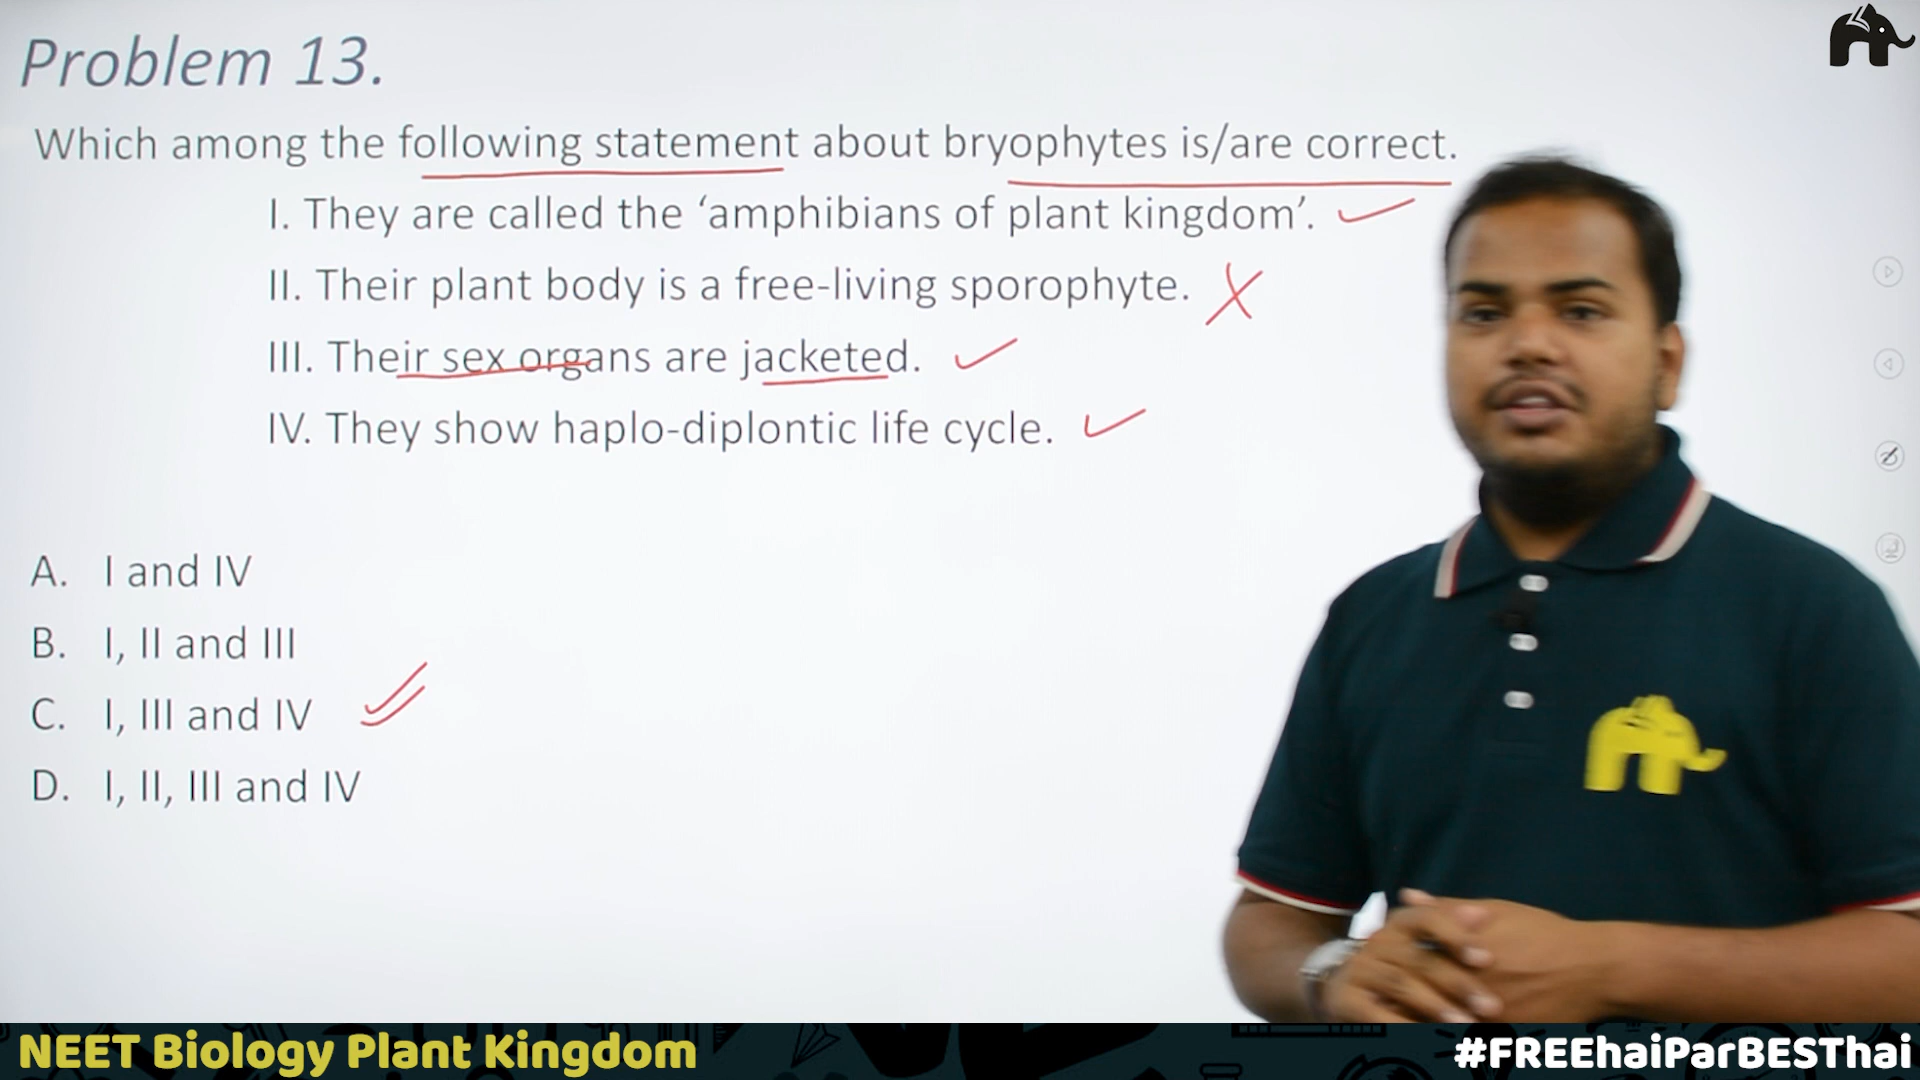 Problem 13.
Which among the following statement about bryophytes is/are correct.
I. They are called the ‘amphibians of plant kingdom’.
II. Their plant body is a free-living sporophyte.
III. Their sex organs are jacketed.
IV. They show haplo-diplontic life cycle.
A. I and IV
B. I, II and III
C. I, III and IV
D. I, II, III and IV
NEET Biology Plant Kingdom
#FREEhaiParBESThai